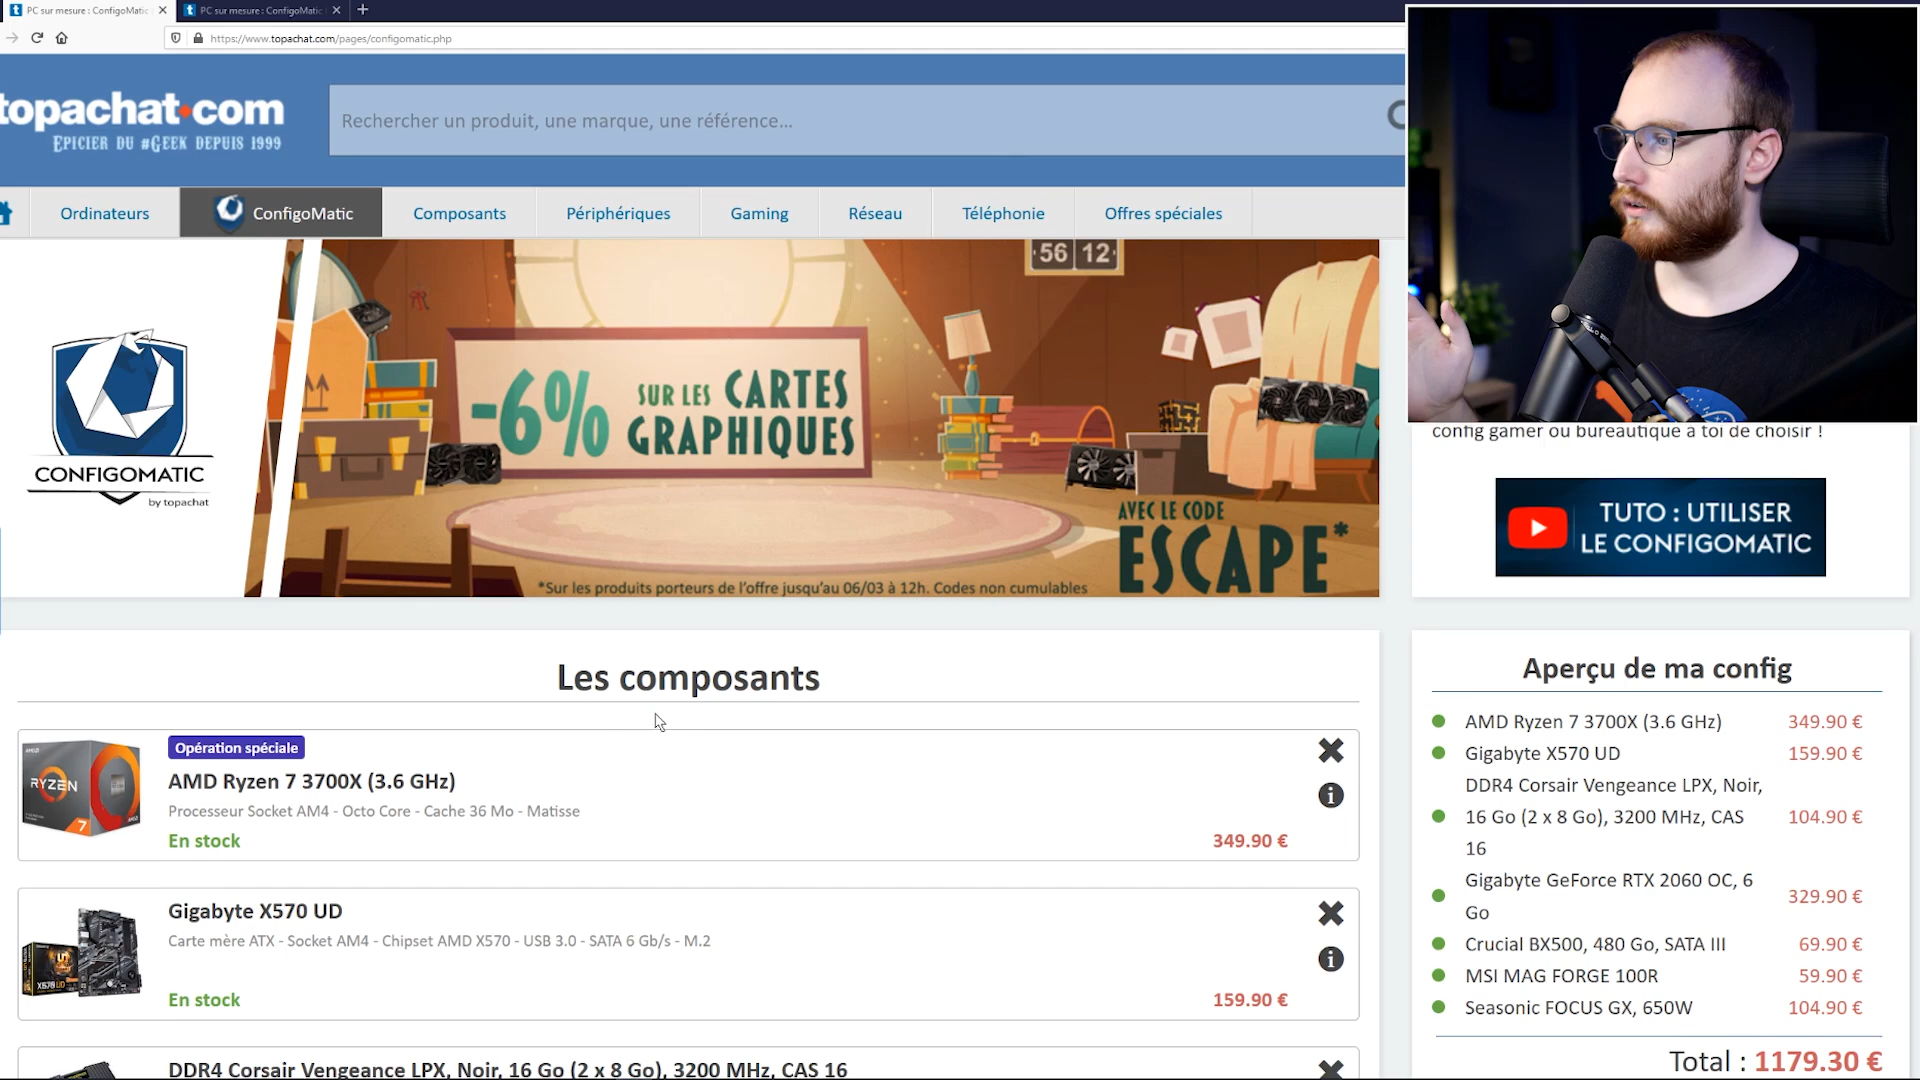 PC sur mesure : ConfigoMatic
PC sur mesure : ConfigoMatic
https://www.topachat.com/pages/configomatic.php
topachat.com
EPICIER DU #GEEK DEPUIS 1999
Rechercher un produit, une marque, une référence...
Ordinateurs
ConfigoMatic
Composants
Périphériques
Gaming
Réseau
Téléphonie
Offres spéciales
CONFIGOMATIC
by topachat
56 12
-6% SUR LES CARTES
GRAPHIQUES
AVEC LE CODE
ESCAPE*
*Sur les produits porteurs de l'offre jusqu'au 06/03 à 12h. Codes non cumulables
config gamer ou bureautique à toi de choisir !
TUTO : UTILISER
LE CONFIGOMATIC
Les composants
RYZEN
7
Opération spéciale
AMD Ryzen 7 3700X (3.6 GHz)
Processeur Socket AM4 - Octo Core - Cache 36 Mo - Matisse
En stock
349.90 €
X570 UD
Gigabyte X570 UD
Carte mère ATX - Socket AM4 - Chipset AMD X570 - USB 3.0 - SATA 6 Gb/s - M.2
En stock
159.90 €
DDR4 Corsair Vengeance LPX, Noir, 16 Go (2 x 8 Go), 3200 MHz, CAS 16
Aperçu de ma config
AMD Ryzen 7 3700X (3.6 GHz) 349.90 €
Gigabyte X570 UD 159.90 €
DDR4 Corsair Vengeance LPX, Noir,
16 Go (2 x 8 Go), 3200 MHz, CAS 104.90 €
16
Gigabyte GeForce RTX 2060 OC, 6
Go 329.90 €
Crucial BX500, 480 Go, SATA III 69.90 €
MSI MAG FORGE 100R 59.90 €
Seasonic FOCUS GX, 650W 104.90 €
Total : 1179.30 €